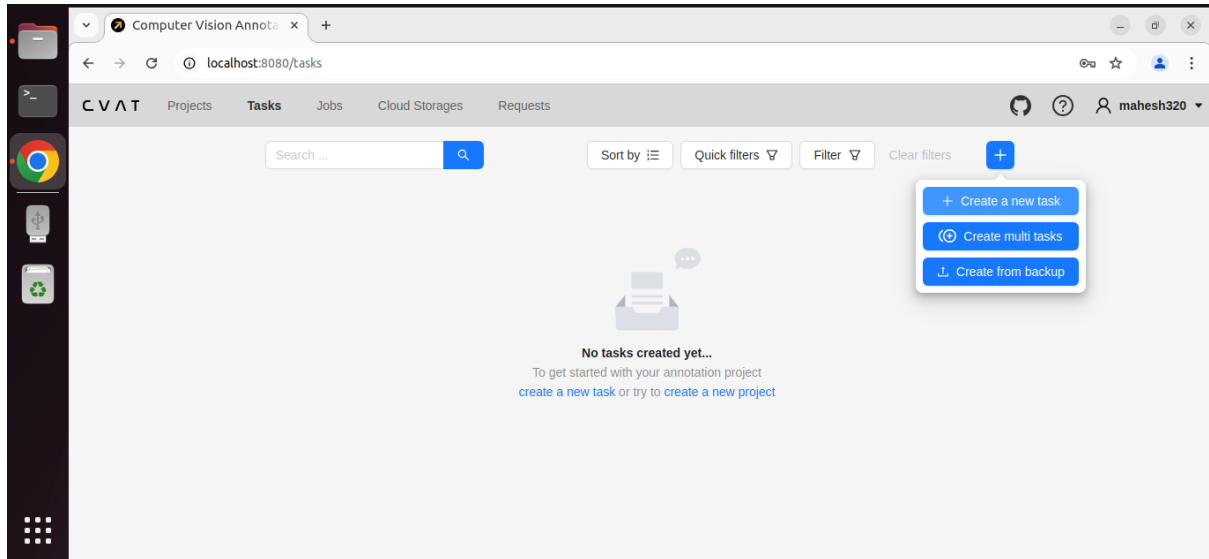 Computer Vision Annota
localhost:8080/tasks
CVAT Projects Tasks Jobs Cloud Storages Requests mahesh320
Search ... Sort by Quick filters Filter Clear filters
Create a new task
Create multi tasks
Create from backup
No tasks created yet...
To get started with your annotation project
create a new task or try to create a new project